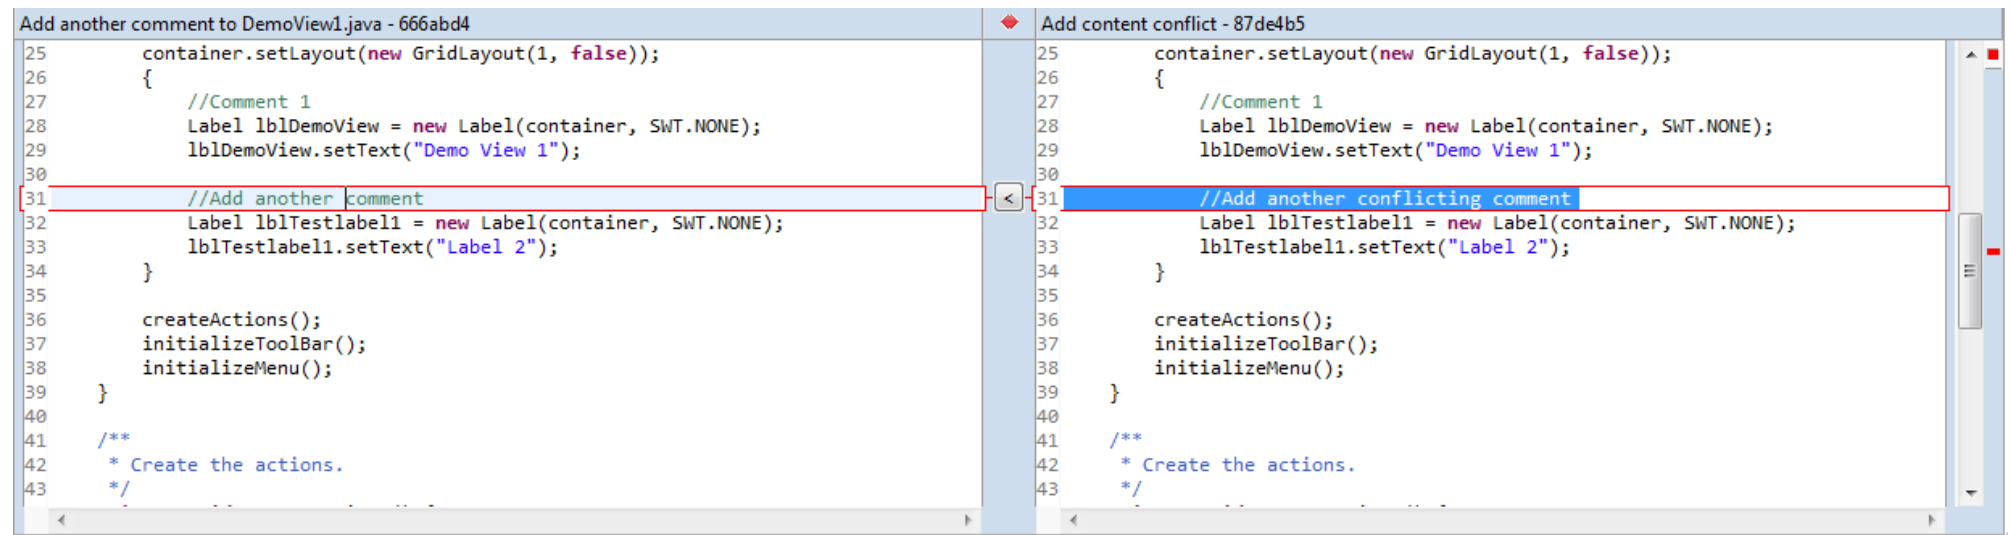 Add another comment to DemoView1.java - 666abd4
25 container.setLayout(new GridLayout(1, false));
26 {
27 //Comment 1
28 Label lblDemoView = new Label(container, SWT.NONE);
29 lblDemoView.setText("Demo View 1");
30
31 //Add another comment
32 Label lblTestlabel1 = new Label(container, SWT.NONE);
33 lblTestlabel1.setText("Label 2");
34 }
35
36 createActions();
37 initializeToolBar();
38 initializeMenu();
39 }
40
41 /**
42 * Create the actions.
43 */
<
Add content conflict - 87de4b5
25 container.setLayout(new GridLayout(1, false));
26 {
27 //Comment 1
28 Label lblDemoView = new Label(container, SWT.NONE);
29 lblDemoView.setText("Demo View 1");
30
31 //Add another conflicting comment
32 Label lblTestlabel1 = new Label(container, SWT.NONE);
33 lblTestlabel1.setText("Label 2");
34 }
35
36 createActions();
37 initializeToolBar();
38 initializeMenu();
39 }
40
41 /**
42 * Create the actions.
43 */